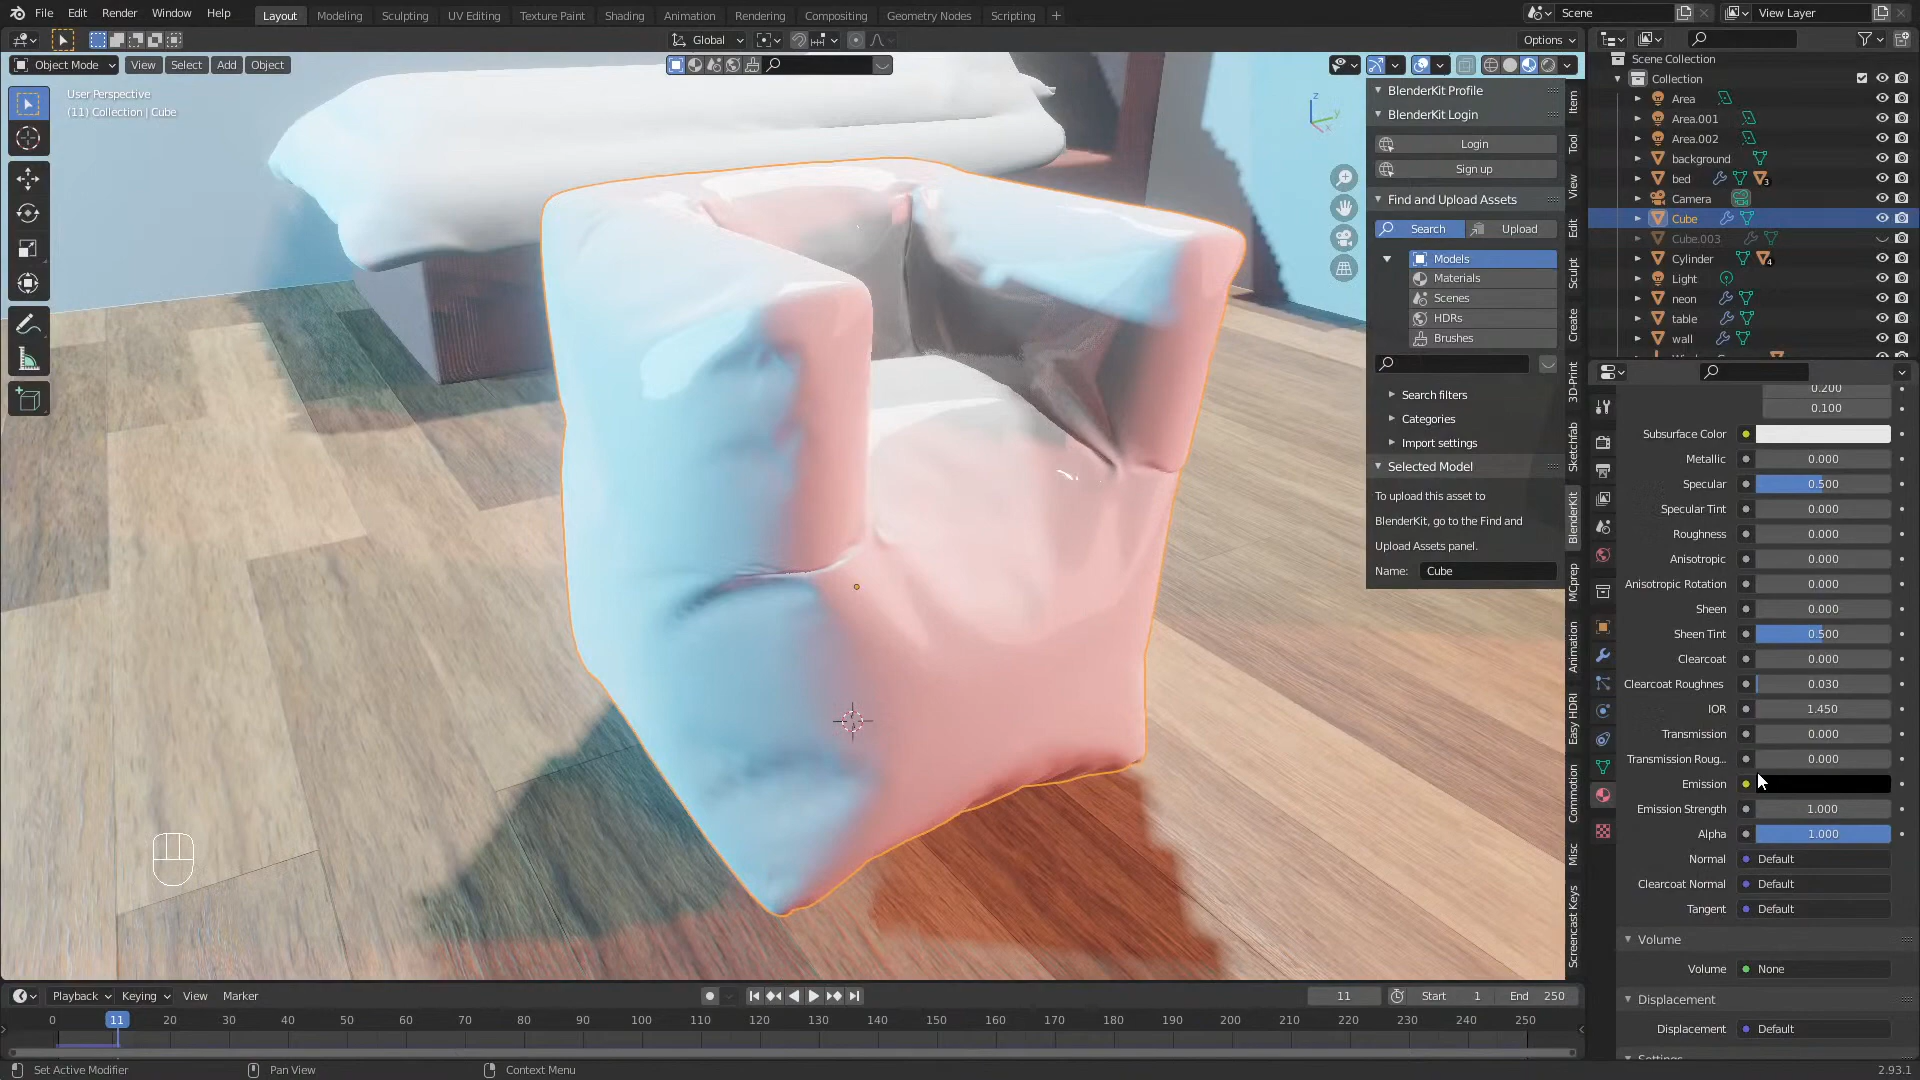 File Edit Render Window Help Layout Modeling Sculpting UV Editing Texture Paint Shading Animation Rendering Compositing Geometry Nodes Scripting + Scene View Layer
Global Options
Object Mode View Select Add Object
User Perspective
(11) Collection | Cube
z
y
x
BlenderKit Profile
BlenderKit Login
Login
Sign up
Find and Upload Assets
Search Upload
Models
Materials
Scenes
HDRs
Brushes
Search filters
Categories
Import settings
Selected Model
To upload this asset to
BlenderKit, go to the Find and
Upload Assets panel.
Name: Cube
Item
Tool
View
Edit
Sculpt
Create
3D-Print
Sketchfab
BlenderKit
MCprep
Animation
Easy HDRI
Commotion
Misc
Screencast Keys
Scene Collection
Collection
Area
Area.001
Area.002
background
bed 3
Camera
Cube
Cube.003
Cylinder 4
Light
neon
table
wall
0.200
0.100
Subsurface Color
Metallic 0.000
Specular 0.500
Specular Tint 0.000
Roughness 0.000
Anisotropic 0.000
Anisotropic Rotation 0.000
Sheen 0.000
Sheen Tint 0.500
Clearcoat 0.000
Clearcoat Roughnes 0.030
IOR 1.450
Transmission 0.000
Transmission Roug... 0.000
Emission
Emission Strength 1.000
Alpha 1.000
Normal Default
Clearcoat Normal Default
Tangent Default
Volume
Volume None
Displacement
Displacement Default
Playback Keying View Marker 11 Start 1 End 250
0 11 20 30 40 50 60 70 80 90 100 110 120 130 140 150 160 170 180 190 200 210 220 230 240 250
Set Active Modifier Pan View Context Menu 2.93.1